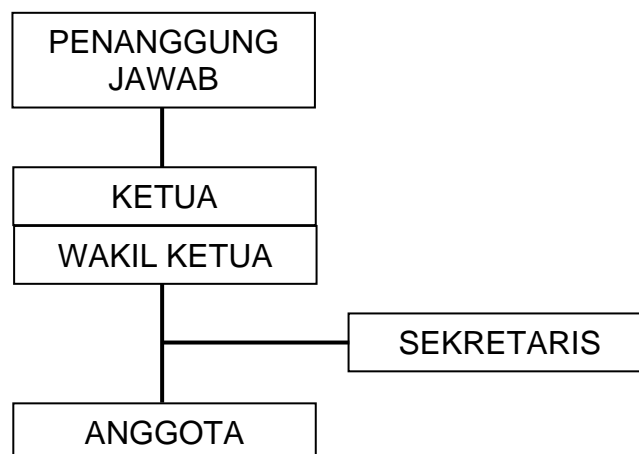 PENANGGUNG
JAWAB
KETUA
WAKIL KETUA
SEKRETARIS
ANGGOTA